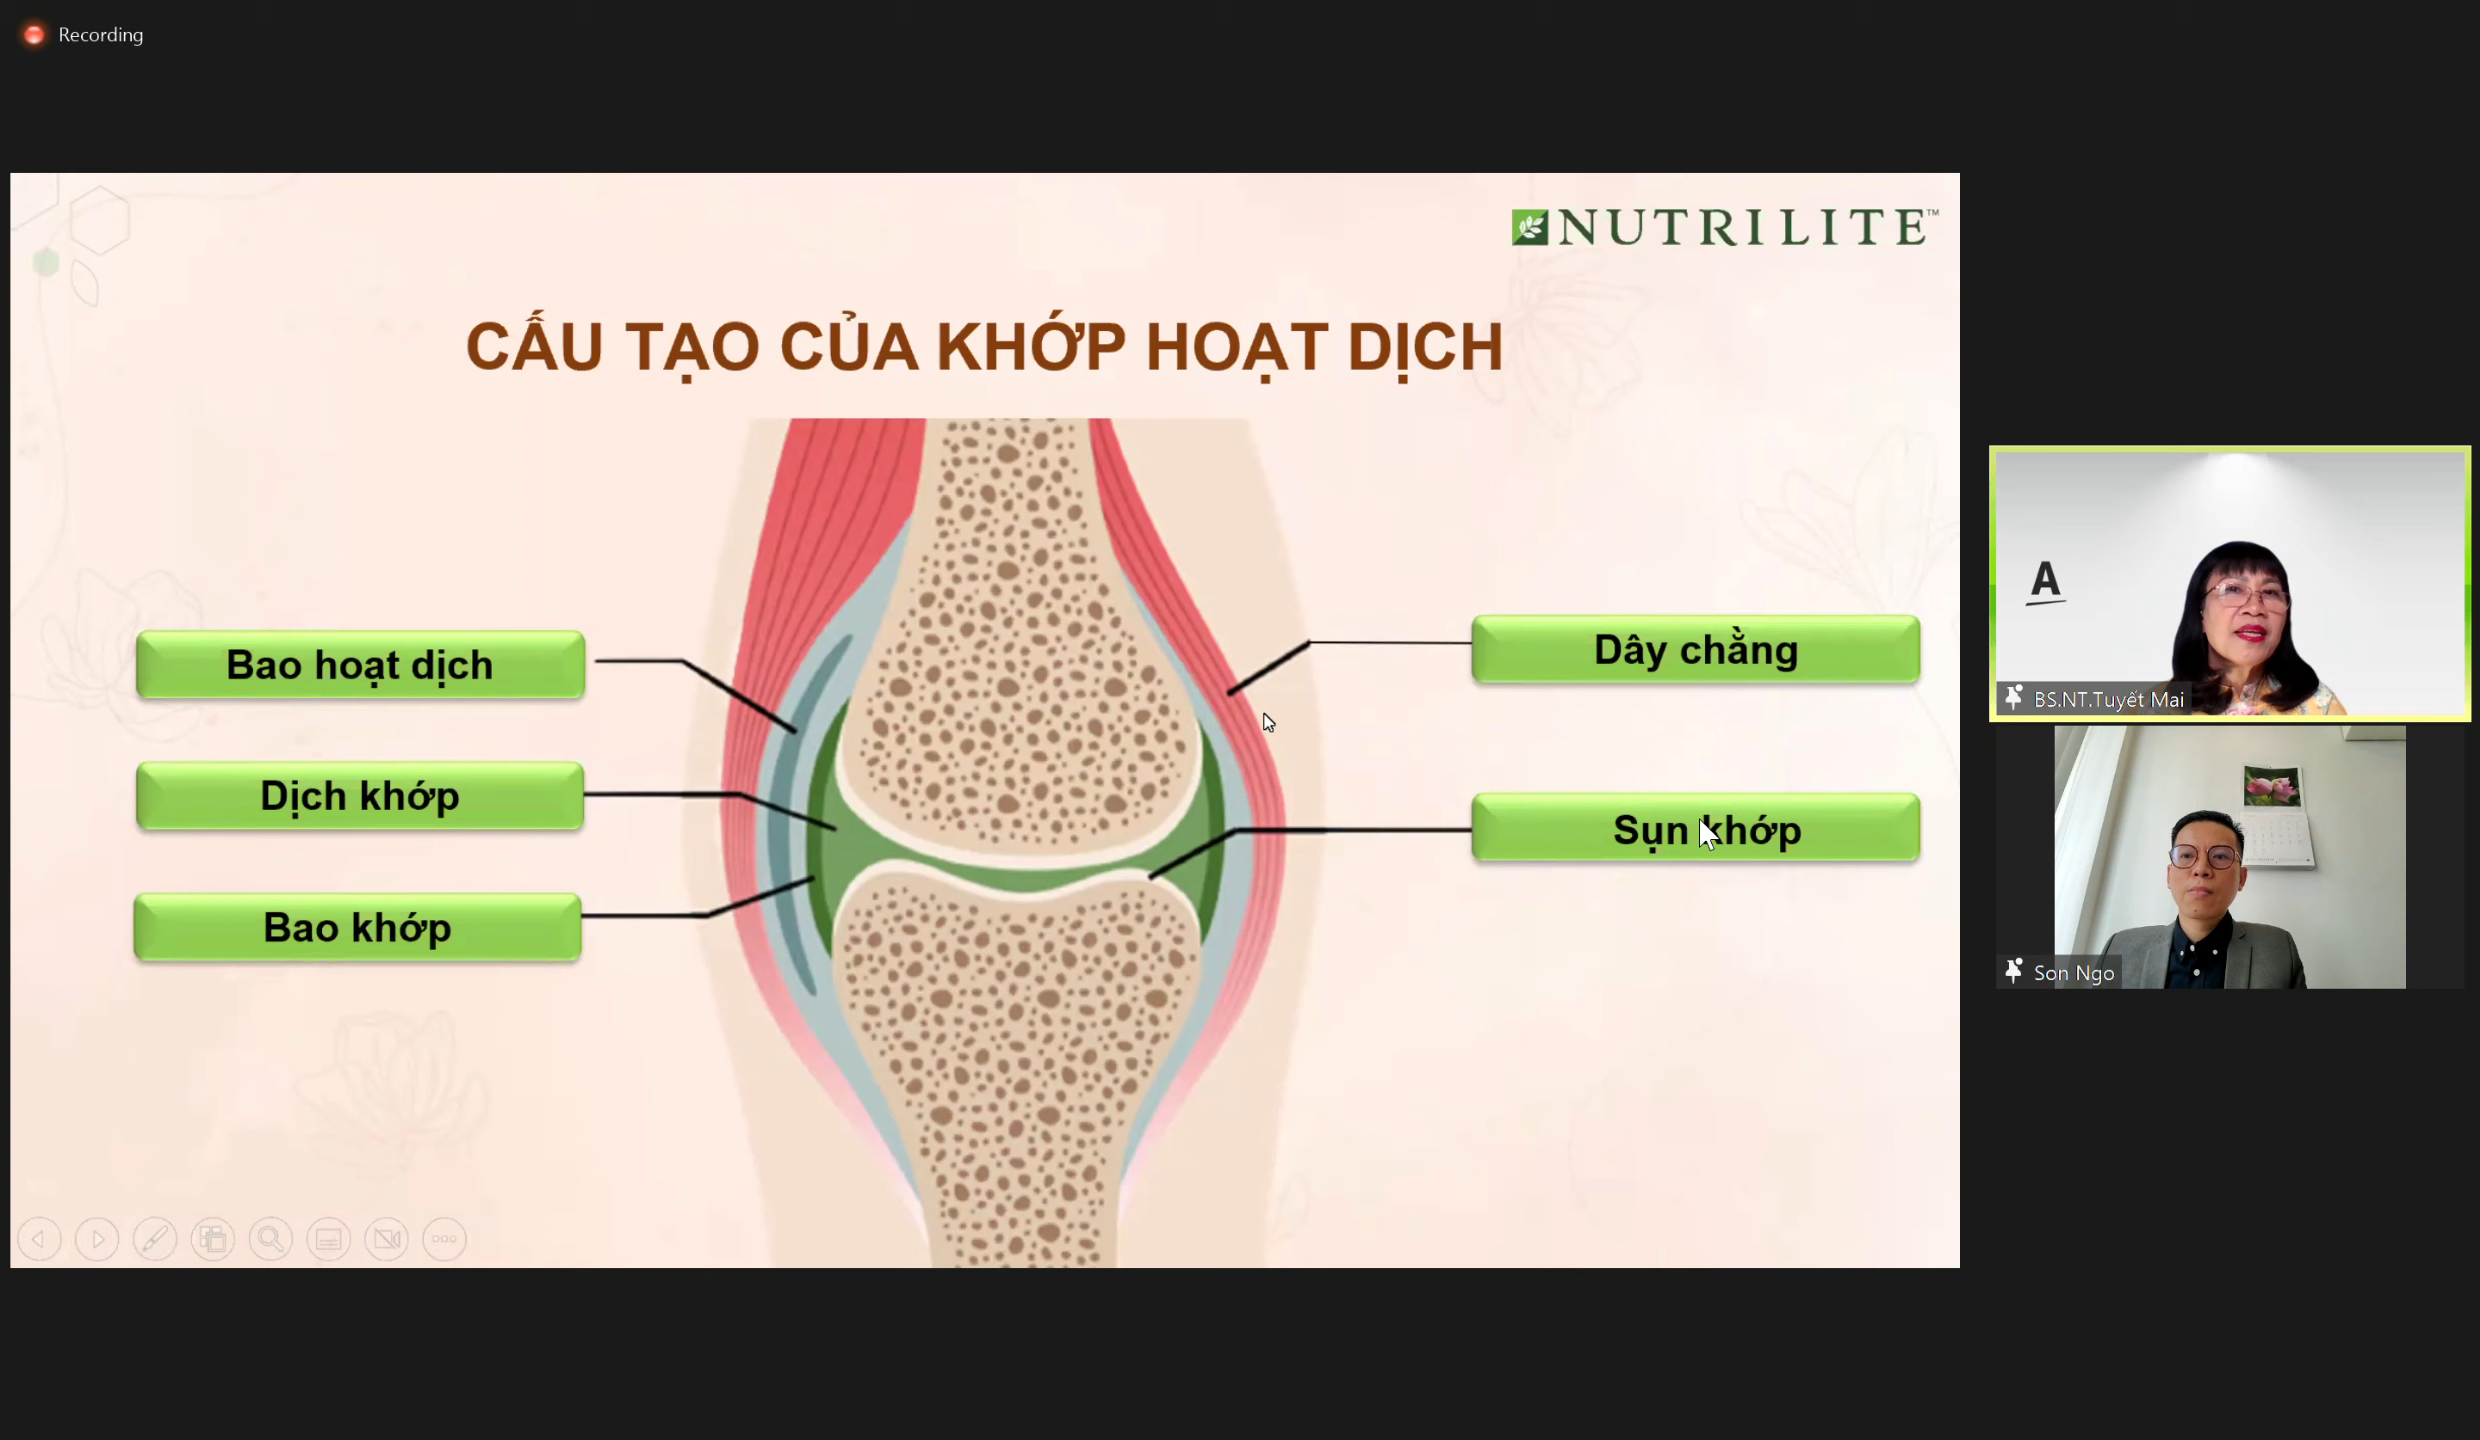 Recording
NUTRILITE™
CẤU TẠO CỦA KHỚP HOẠT DỊCH
Bao hoạt dịch
Dịch khớp
Bao khớp
Dây chằng
Sụn khớp
A
BS.NT.Tuyết Mai
Son Ngo